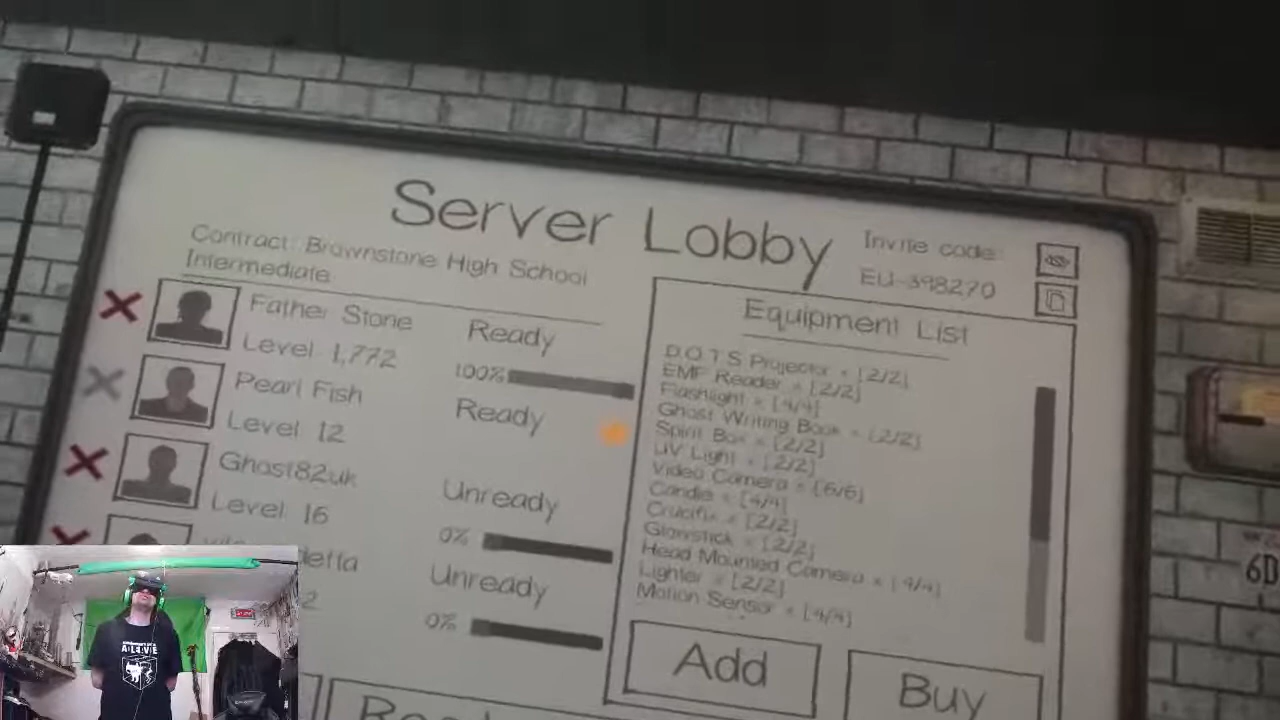 Server Lobby
Contract: Brownstone High School
Intermediate
Invite code:
EU-398270
Father Stone
Level 1,772
Ready
100%
Pearl Fish
Level 12
Ready
Ghost82uk
Level 16
Unready
0%
etta
2
Unready
0%
Equipment List
D.O.T.S Projector = [2/2]
EMF Reader = [2/2]
Flashlight = [4/4]
Ghost Writing Book = [2/2]
Spirit Box = [2/2]
UV Light = [2/2]
Video Camera = [6/6]
Candle = [4/4]
Crucifix = [2/2]
Glowstick = [2/2]
Head Mounted Camera = [4/4]
Lighter = [2/2]
Motion Sensor = [4/4]
Add
Buy
6D